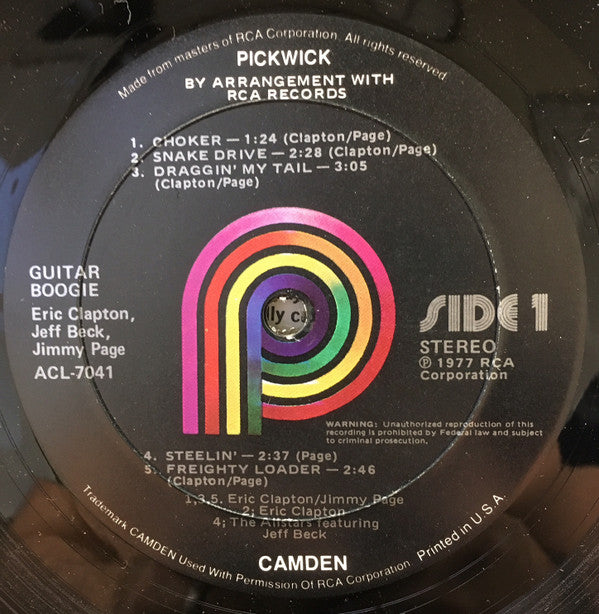 Made from masters of RCA Corporation. All rights reserved.
PICKWICK
BY ARRANGEMENT WITH
RCA RECORDS
1. CHOKER — 1:24 (Clapton/Page)
2. SNAKE DRIVE — 2:28 (Clapton/Page)
3. DRAGGIN' MY TAIL — 3:05
(Clapton/Page)
GUITAR
BOOGIE
Eric Clapton,
Jeff Beck,
Jimmy Page
ACL-7041
SIDE 1
STEREO
℗ 1977 RCA
Corporation
WARNING: Unauthorized reproduction of this
recording is prohibited by Federal law and subject
to criminal prosecution.
4. STEELIN' — 2:37 (Page)
5. FREIGHTY LOADER — 2:46
(Clapton/Page)
1,3,5. Eric Clapton/Jimmy Page
2; Eric Clapton
4; The Allstars featuring
Jeff Beck
CAMDEN
Trademark CAMDEN Used With Permission Of RCA Corporation
Printed in U.S.A.